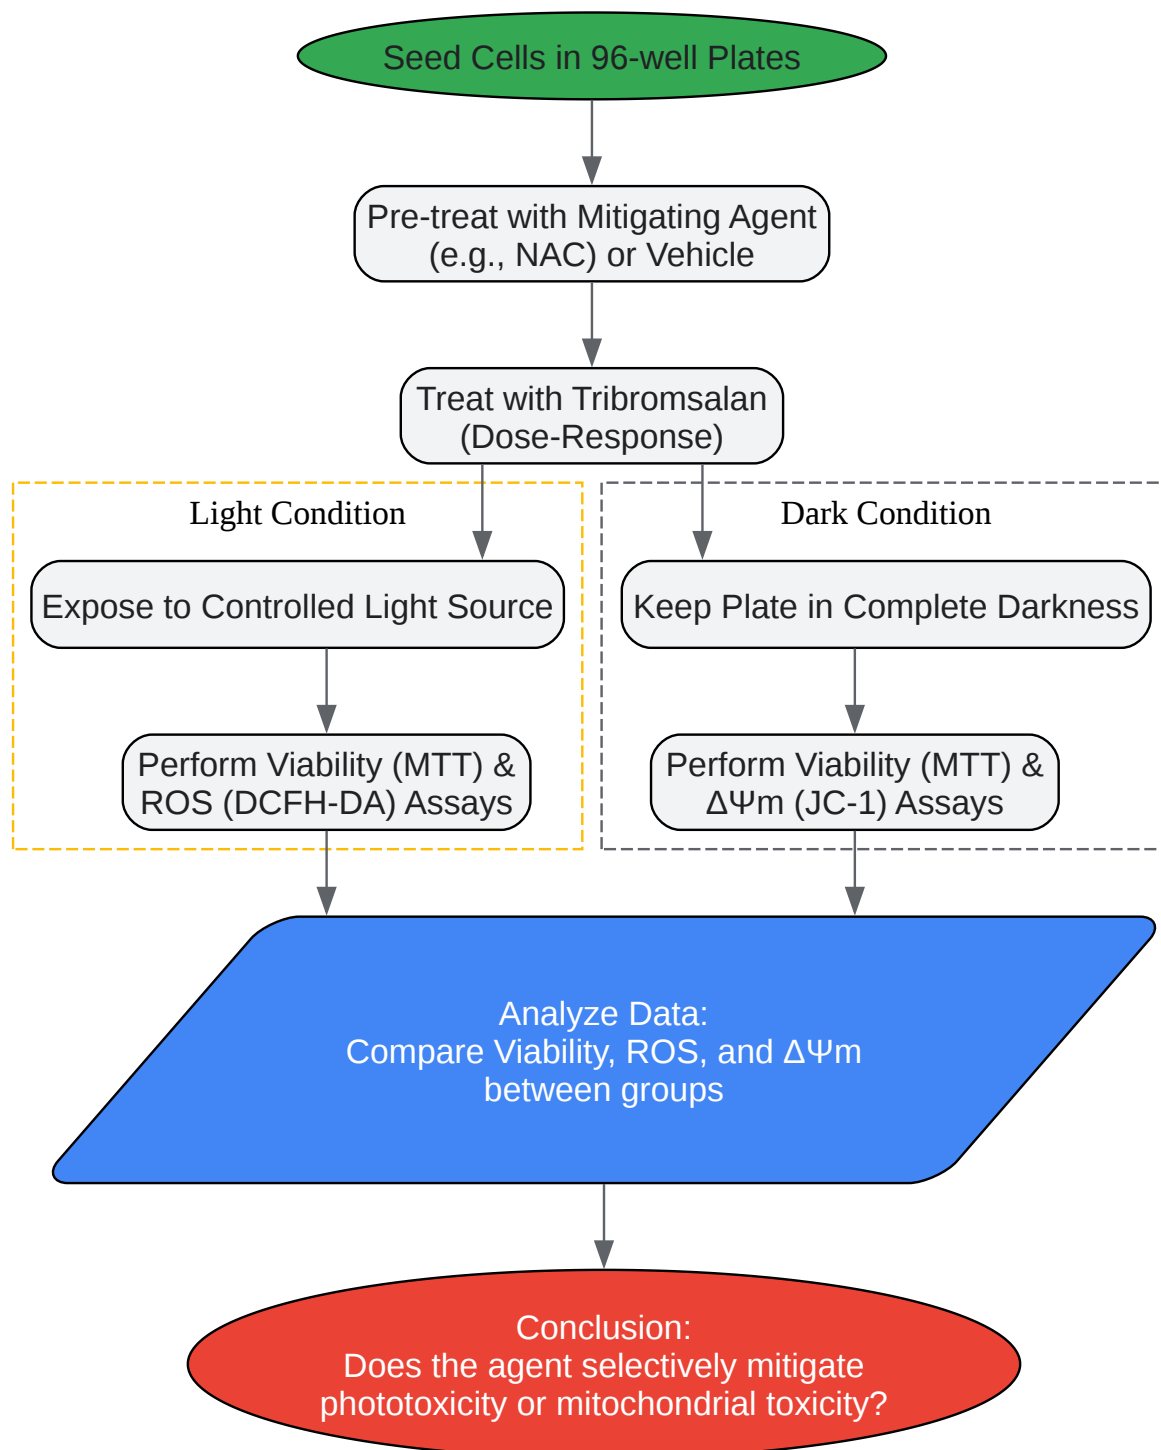 Seed Cells in 96-well Plates
Pre-treat with Mitigating Agent
(e.g., NAC) or Vehicle
Treat with Tribromsalan
(Dose-Response)
Light Condition
Expose to Controlled Light Source
Perform Viability (MTT) &
ROS (DCFH-DA) Assays
Dark Condition
Keep Plate in Complete Darkness
Perform Viability (MTT) &
ΔΨm (JC-1) Assays
Analyze Data:
Compare Viability, ROS, and ΔΨm
between groups
Conclusion:
Does the agent selectively mitigate
phototoxicity or mitochondrial toxicity?